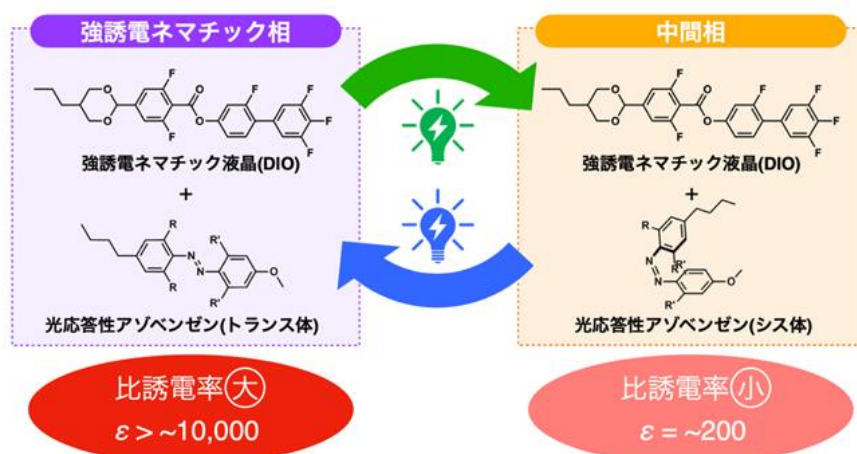 強誘電ネマチック相
中間相
F
F
O
O
O
O
F
F
F
F
強誘電ネマチック液晶(DIO)
+
R
R'
N
N
R
R'
O
光応答性アゾベンゼン(トランス体)
F
F
O
O
O
O
F
F
F
F
強誘電ネマチック液晶(DIO)
+
R
R'
R
N
N
R'
O
光応答性アゾベンゼン(シス体)
比誘電率大
ε > ~10,000
比誘電率小
ε = ~200